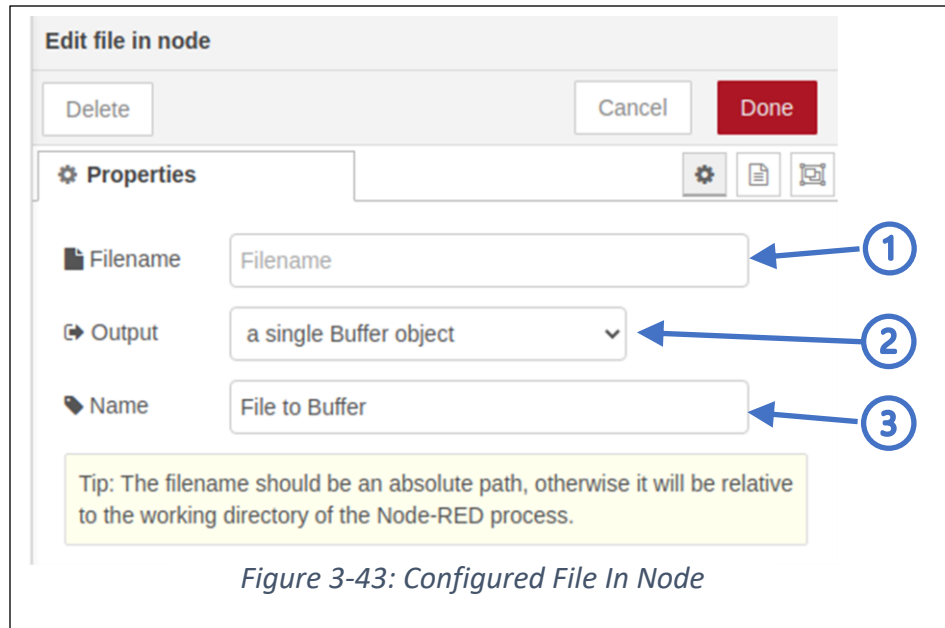 Edit file in node
Delete
Cancel
Done
Properties
Filename
Filename
1
Output
a single Buffer object
2
Name
File to Buffer
3
Tip: The filename should be an absolute path, otherwise it will be relative
to the working directory of the Node-RED process.
Figure 3-43: Configured File In Node